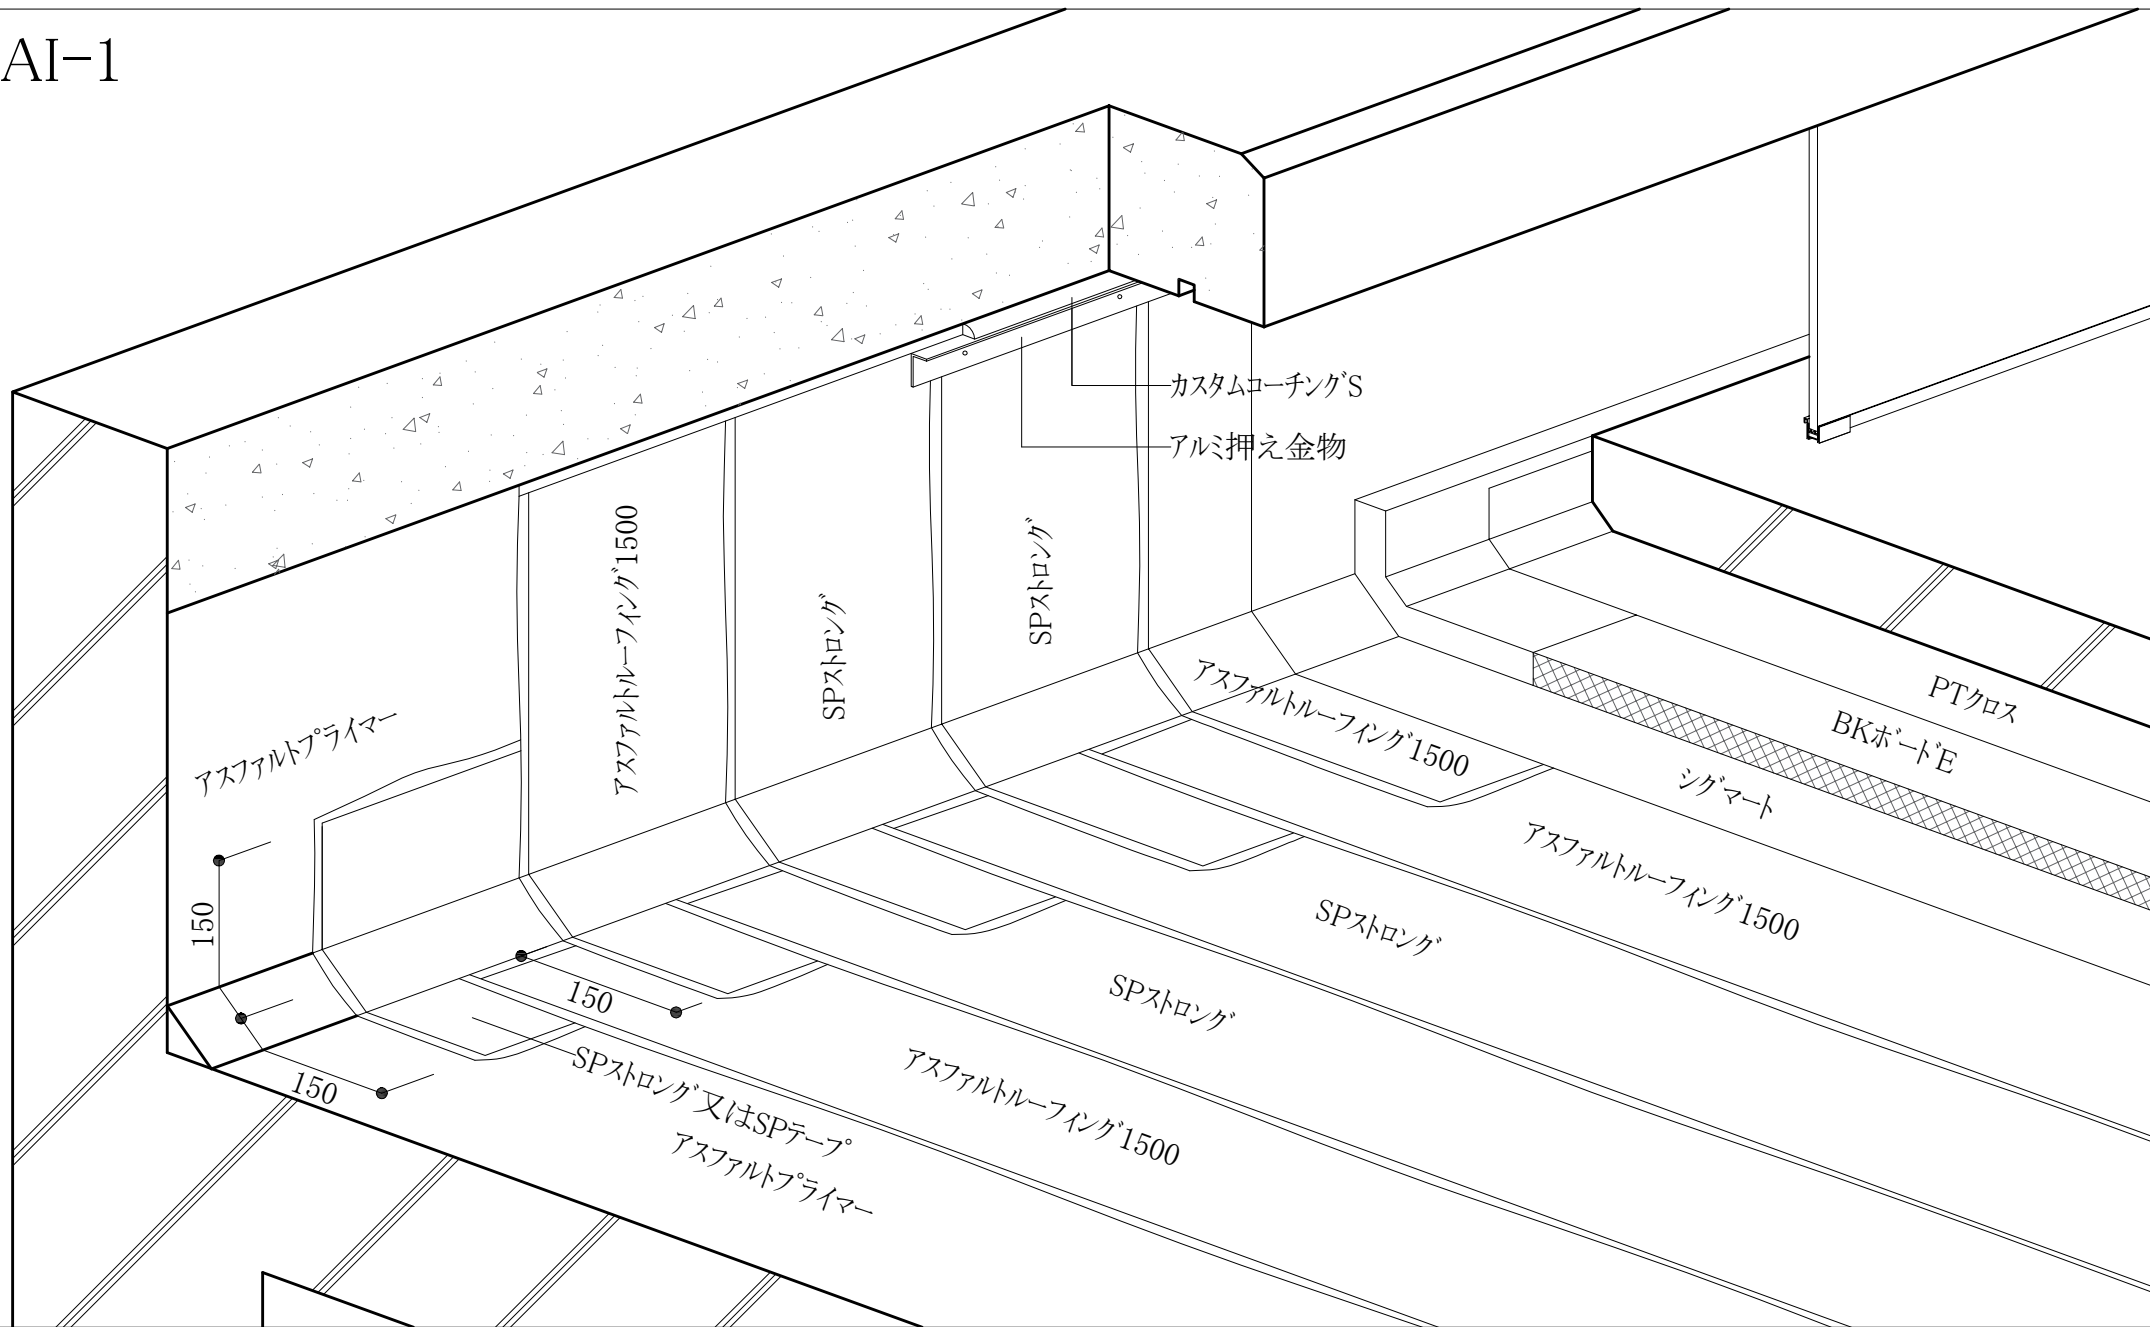 AI-1
カスタムコーチングS
アルミ押え金物
アスファルトルーフィング1500
SPストロング
SPストロング
アスファルトプライマー
アスファルトルーフィング1500
PTクロス
BKボードE
シグマート
アスファルトルーフィング1500
SPストロング
SPストロング
アスファルトルーフィング1500
SPストロング又はSPテープ
アスファルトプライマー
150
150
150